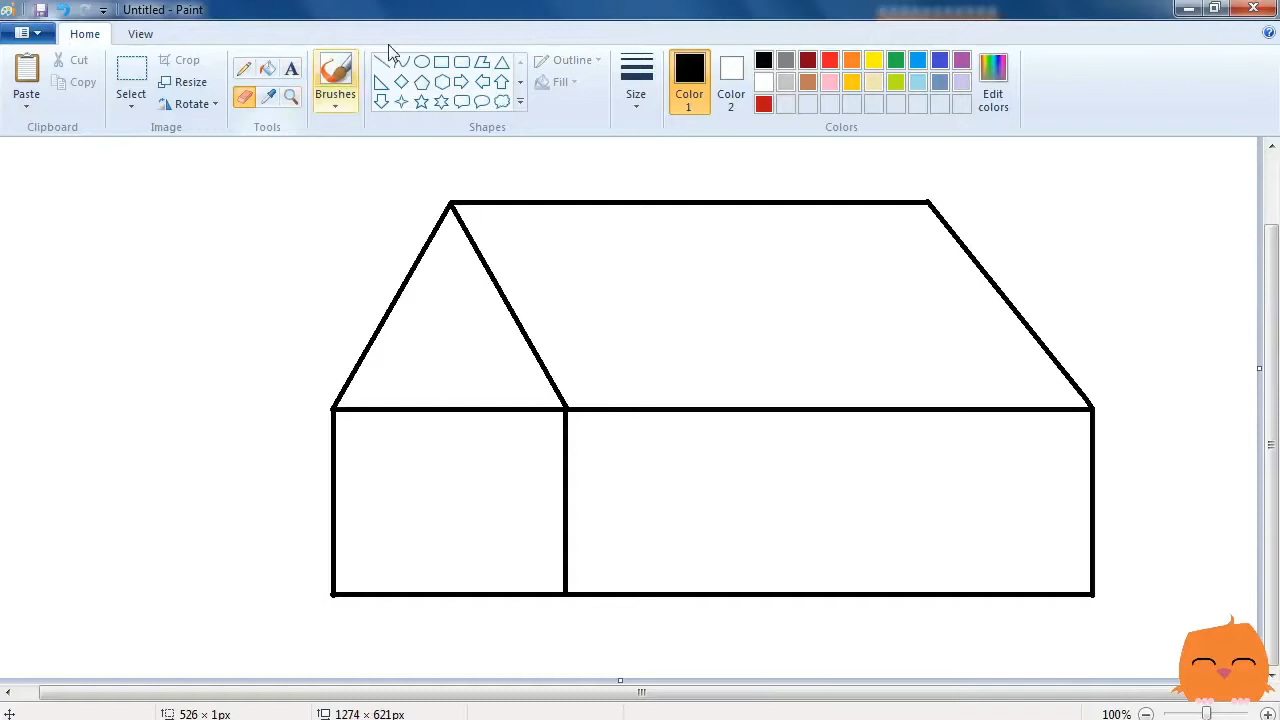 Untitled - Paint
Home View
Paste Cut Copy Clipboard
Select Crop Resize Rotate Image
A Tools
Brushes
Shapes Outline Fill
Size
Color 1 Color 2 Edit colors Colors
526 × 1px 1274 × 621px 100%